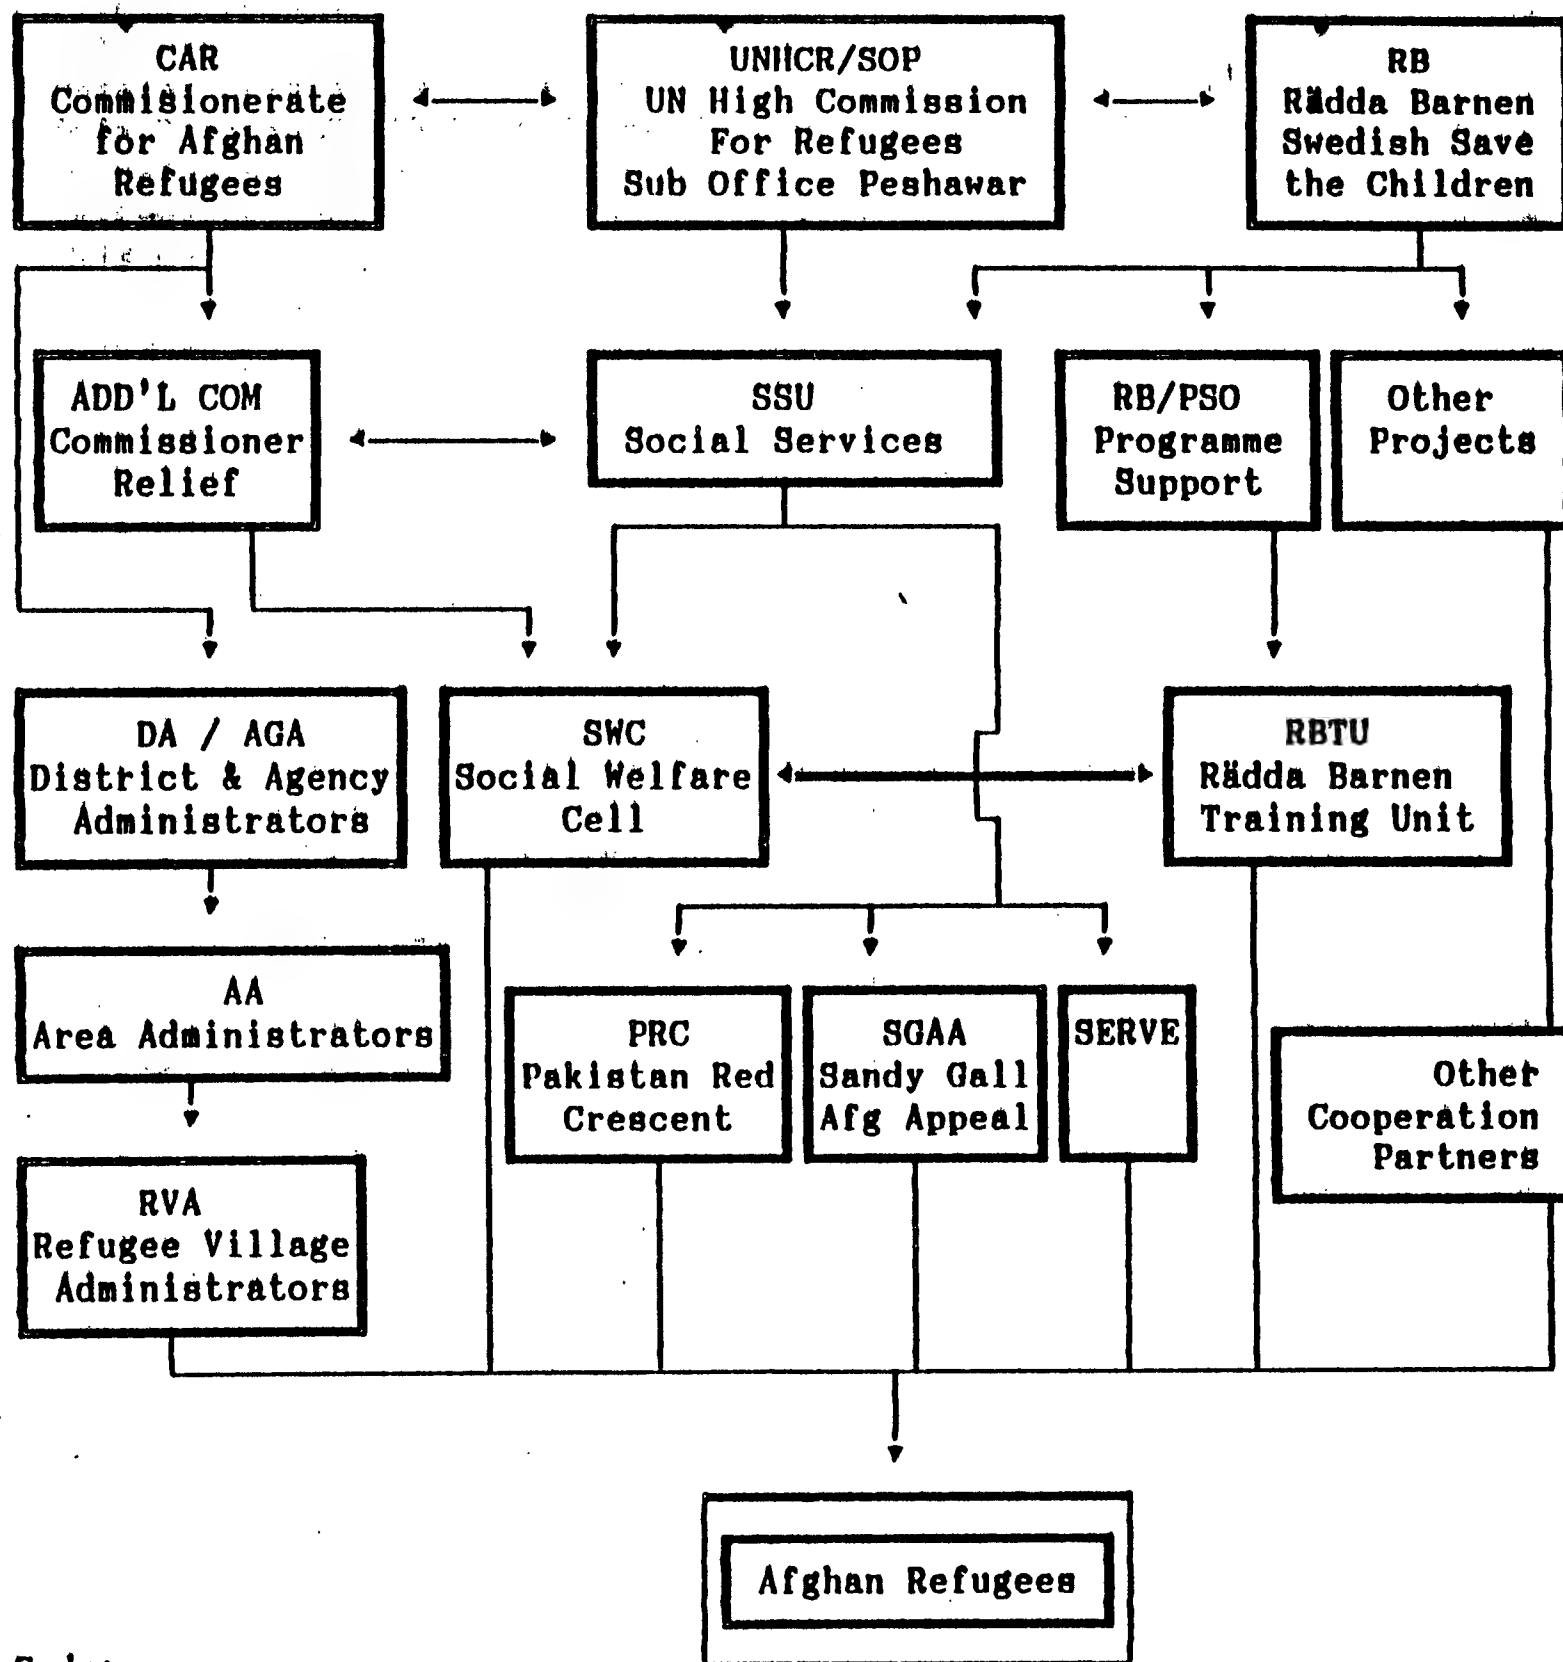 CAR
Commisionerate
for Afghan
Refugees
UNHCR/SOP
UN High Commission
For Refugees
Sub Office Peshawar
RB
Rädda Barnen
Swedish Save
the Children
ADD'L COM
Commissioner
Relief
SSU
Social Services
RB/PSO
Programme
Support
Other
Projects
DA / AGA
District & Agency
Administrators
SWC
Social Welfare
Cell
RBTU
Rädda Barnen
Training Unit
AA
Area Administrators
PRC
Pakistan Red
Crescent
SGAA
Sandy Gall
Afg Appeal
SERVE
Other
Cooperation
Partners
RVA
Refugee Village
Administrators
Afghan Refugees